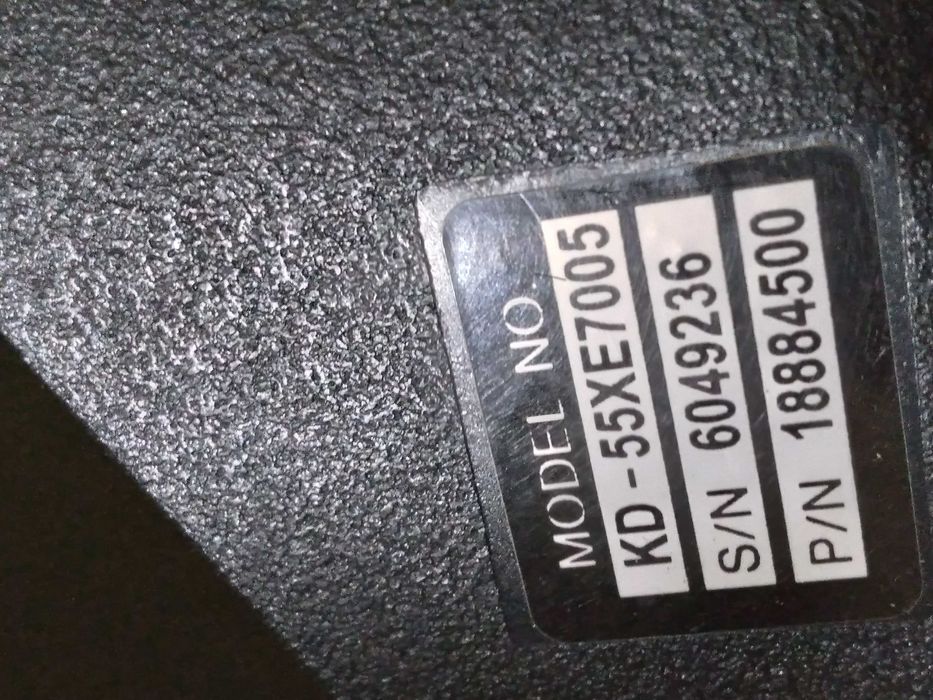 MODEL NO.
KD-55XE7005
S/N 6049236
P/N 18884500